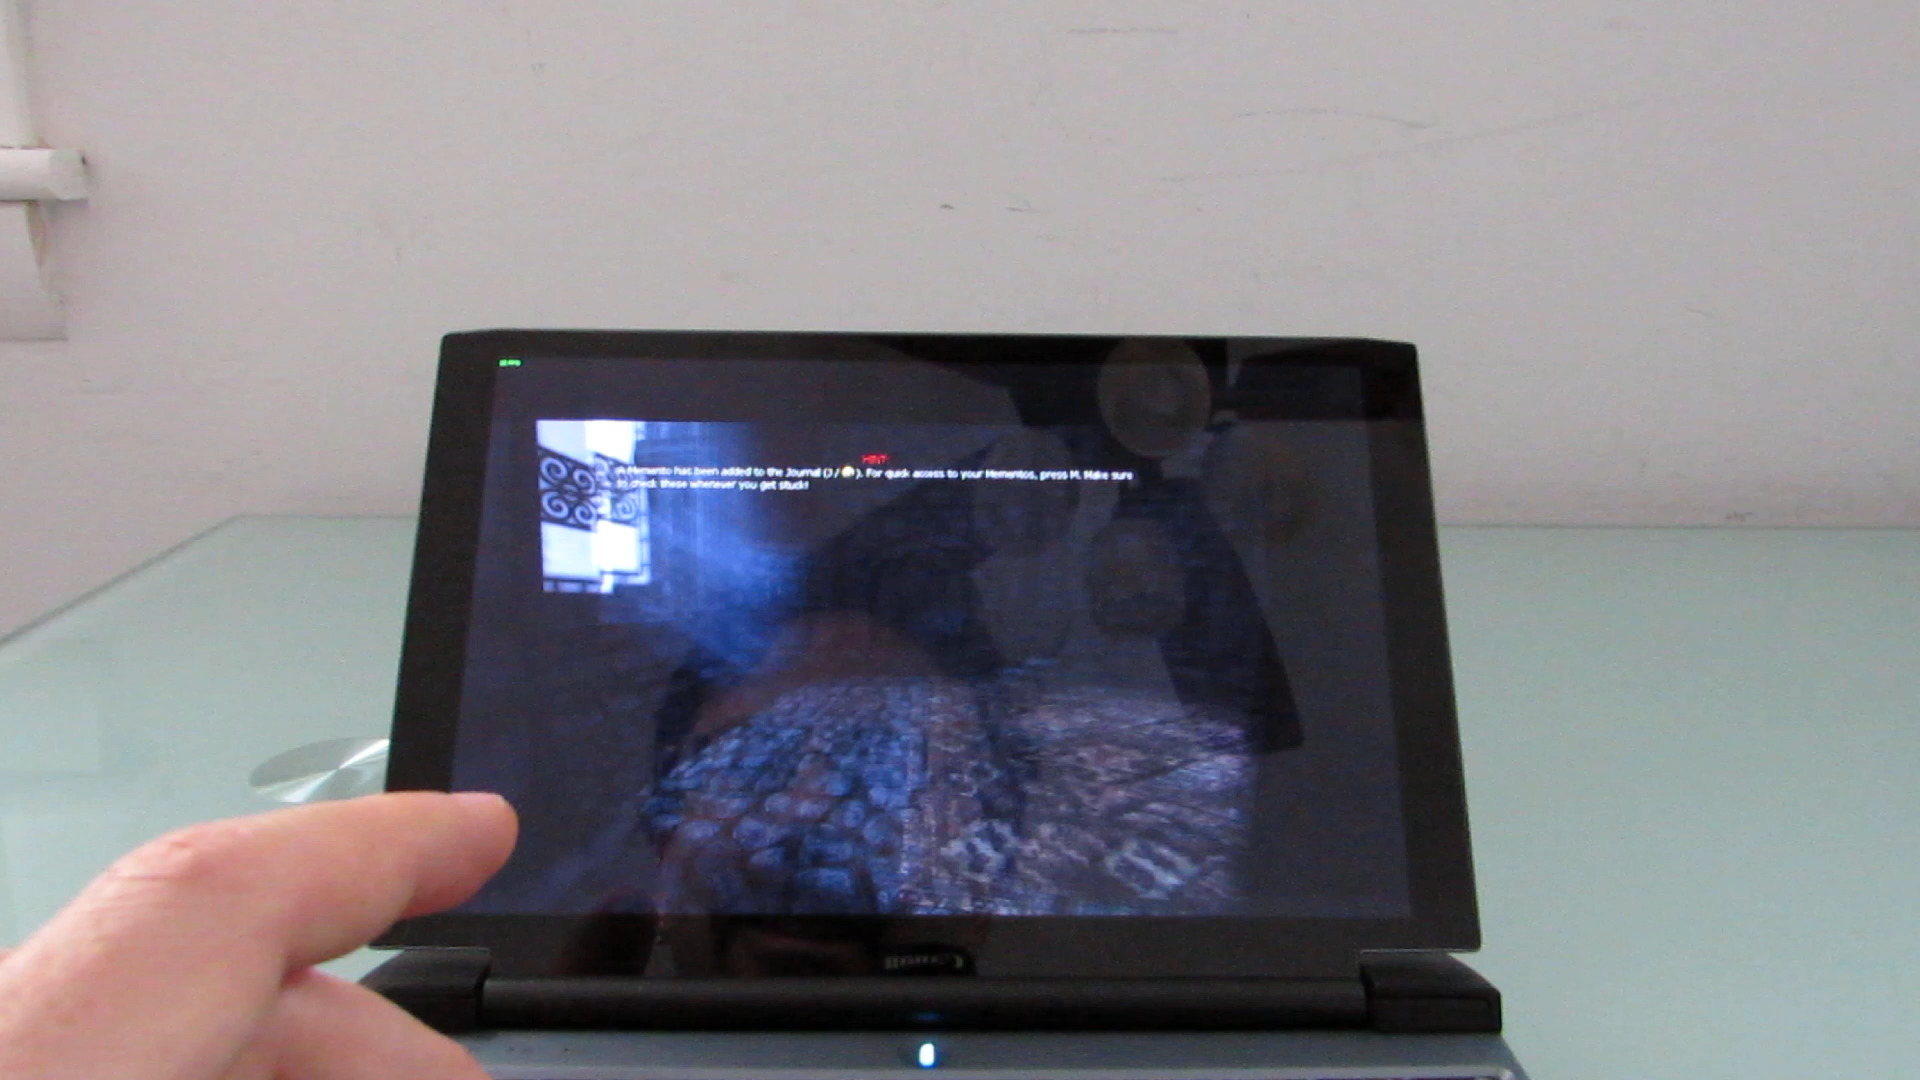 HINT:
A Memento has been added to the Journal (J / ). For quick access to your Mementos, press M. Make sure
to check these whenever you get stuck!
Canon